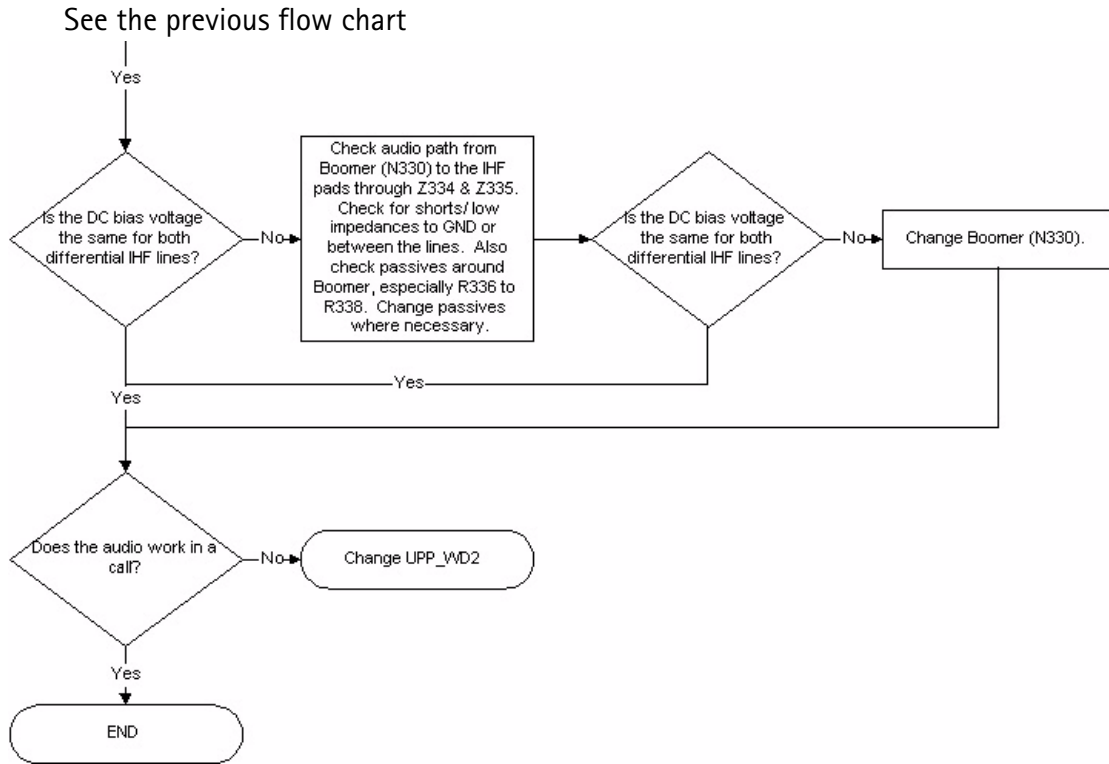 See the previous flow chart
Yes
Is the DC bias voltage
the same for both
differential IHF lines?
No
Check audio path from
Boomer (N330) to the IHF
pads through Z334 & Z335.
Check for shorts/ low
impedances to GND or
between the lines. Also
check passives around
Boomer, especially R336 to
R338. Change passives
where necessary.
Is the DC bias voltage
the same for both
differential IHF lines?
No
Change Boomer (N330).
Yes
Yes
Does the audio work in a
call?
No
Change UPP_WD2
Yes
END